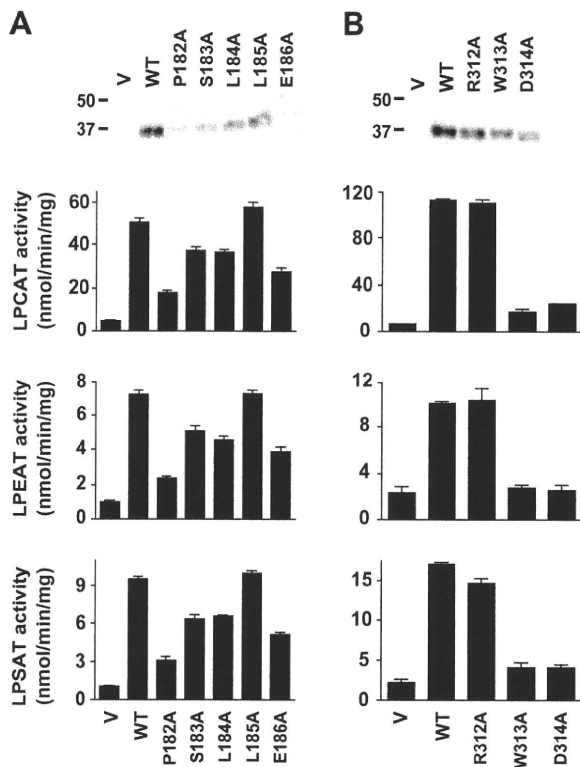 A
V
WT
P182A
S183A
L184A
L185A
E186A
50
37
LPCAT activity
(nmol/min/mg)
60
40
20
0
LPEAT activity
(nmol/min/mg)
8
6
4
2
0
LPSAT activity
(nmol/min/mg)
9
6
3
0
V
WT
P182A
S183A
L184A
L185A
E186A
B
V
WT
R312A
W313A
D314A
50
37
120
80
40
0
12
9
6
3
0
15
10
5
0
V
WT
R312A
W313A
D314A